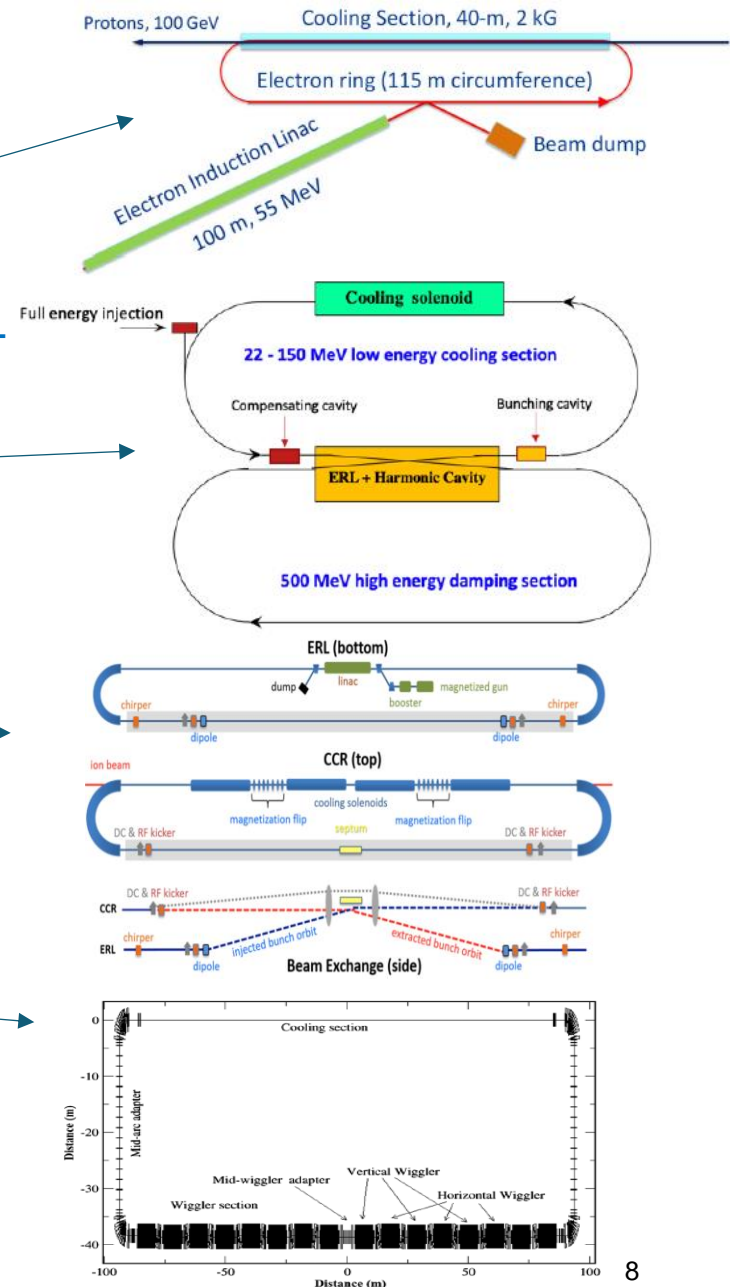 Protons, 100 GeV
Cooling Section, 40-m, 2 kG
Electron ring (115 m circumference)
Electron Induction Linac
100 m, 55 MeV
Beam dump
Cooling solenoid
Full energy injection
22 - 150 MeV low energy cooling section
Compensating cavity
Bunching cavity
ERL + Harmonic Cavity
500 MeV high energy damping section
ERL (bottom)
dump
linac
magnetized gun
booster
chirper
chirper
dipole
dipole
CCR (top)
ion beam
cooling solenoids
magnetization flip
magnetization flip
septum
DC & RF kicker
DC & RF kicker
DC & RF kicker
DC & RF kicker
CCR
chirper
chirper
ERL
injected bunch orbit
extracted bunch orbit
dipole
dipole
Beam Exchange (side)
0
Cooling section
-10
Mid-arc adapter
Distance (m)
-20
Vertical Wiggler
Mid-wiggler adapter
Horizontal Wiggler
-30
Wiggler section
-40
-100
-50
0
50
100
Distance (m)
8